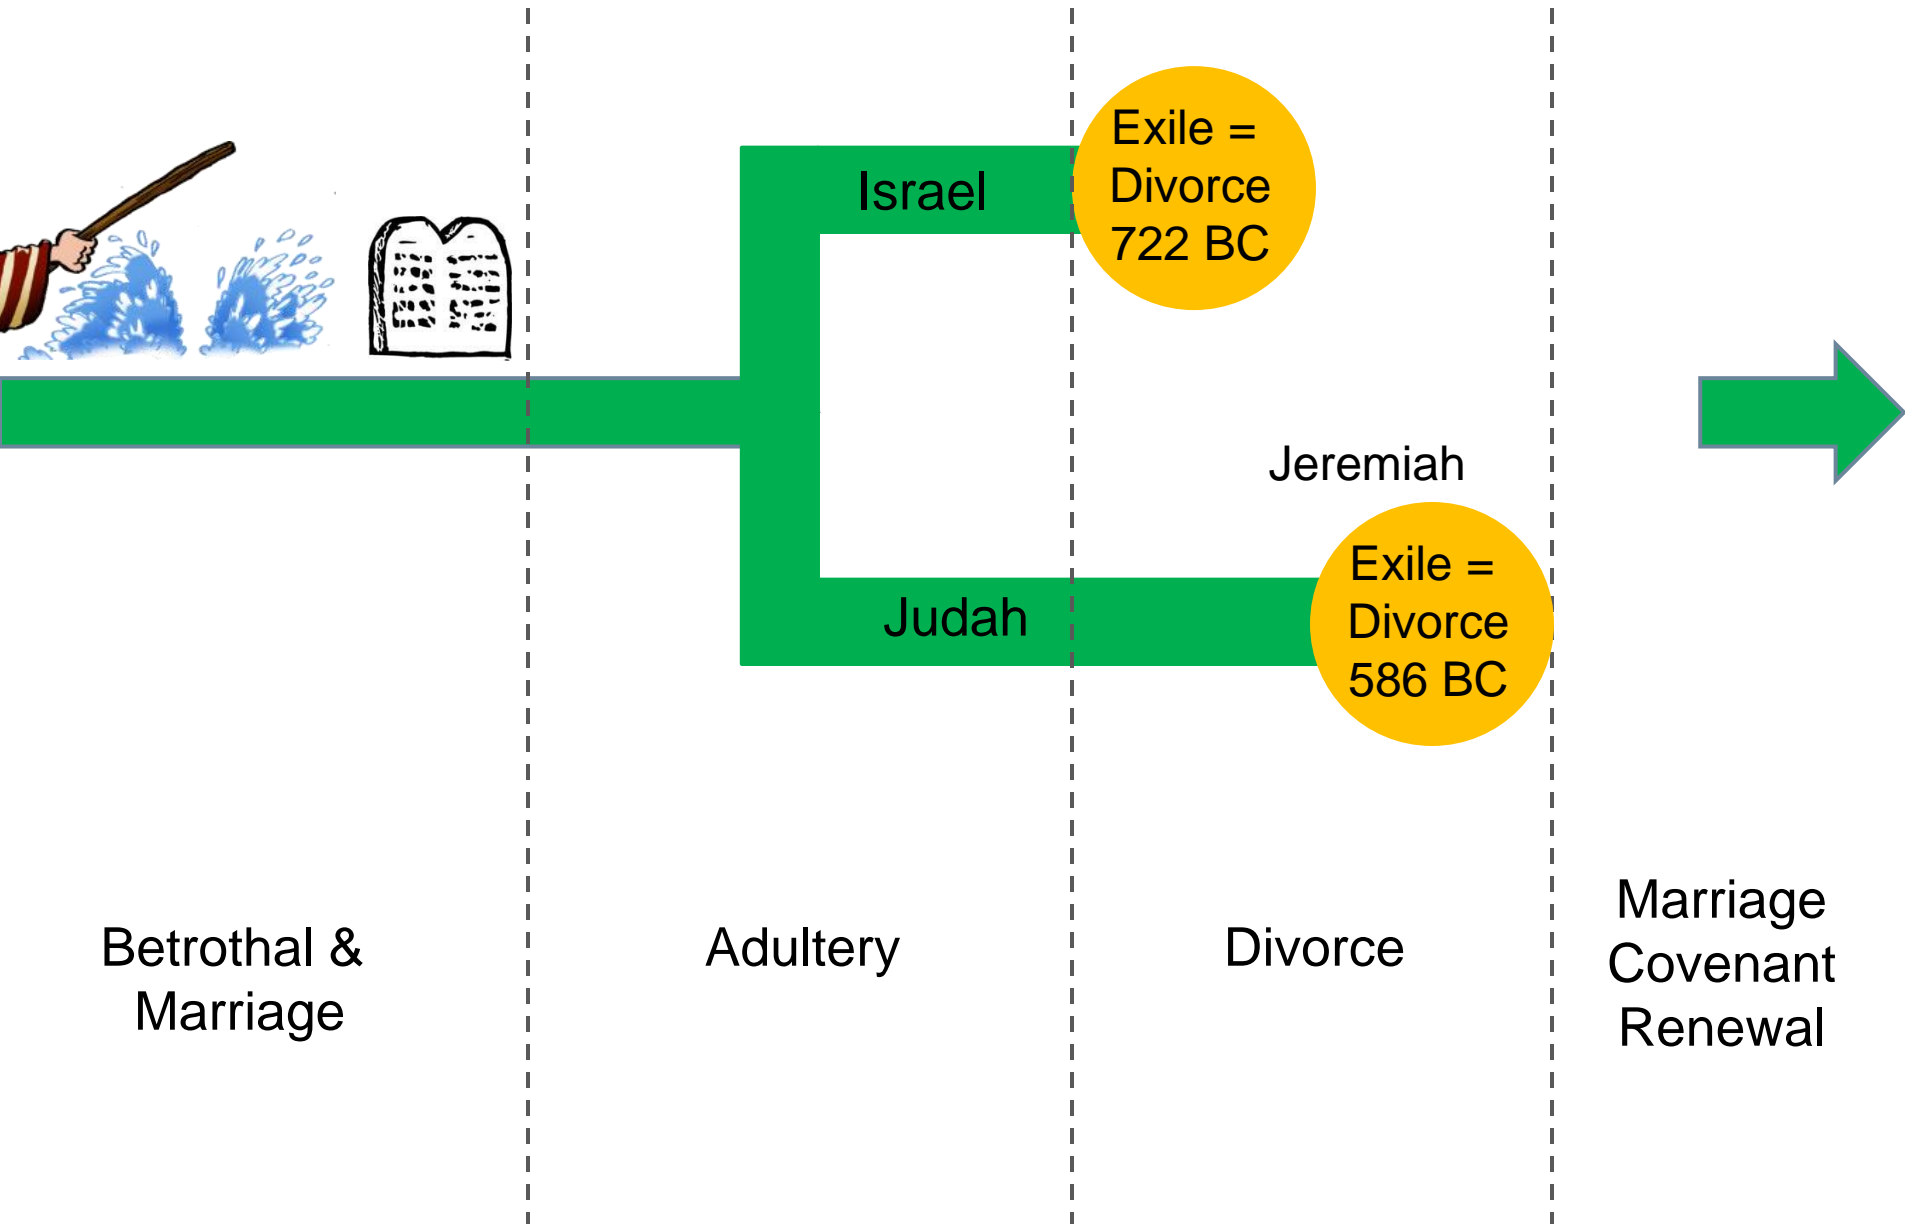 Exile =
Divorce
722 BC
Israel
Jeremiah
Exile =
Divorce
586 BC
Judah
Betrothal &
Marriage
Adultery
Divorce
Marriage
Covenant
Renewal